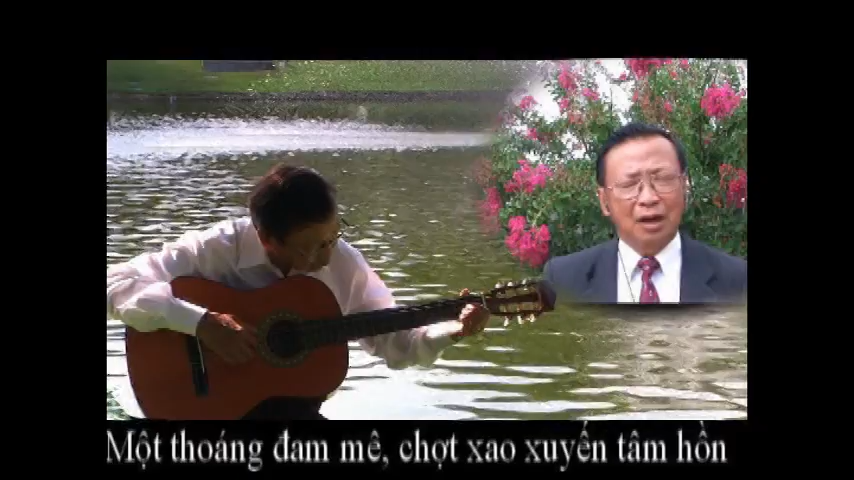 Một thoáng đam mê, chợt xao xuyến tâm hồn